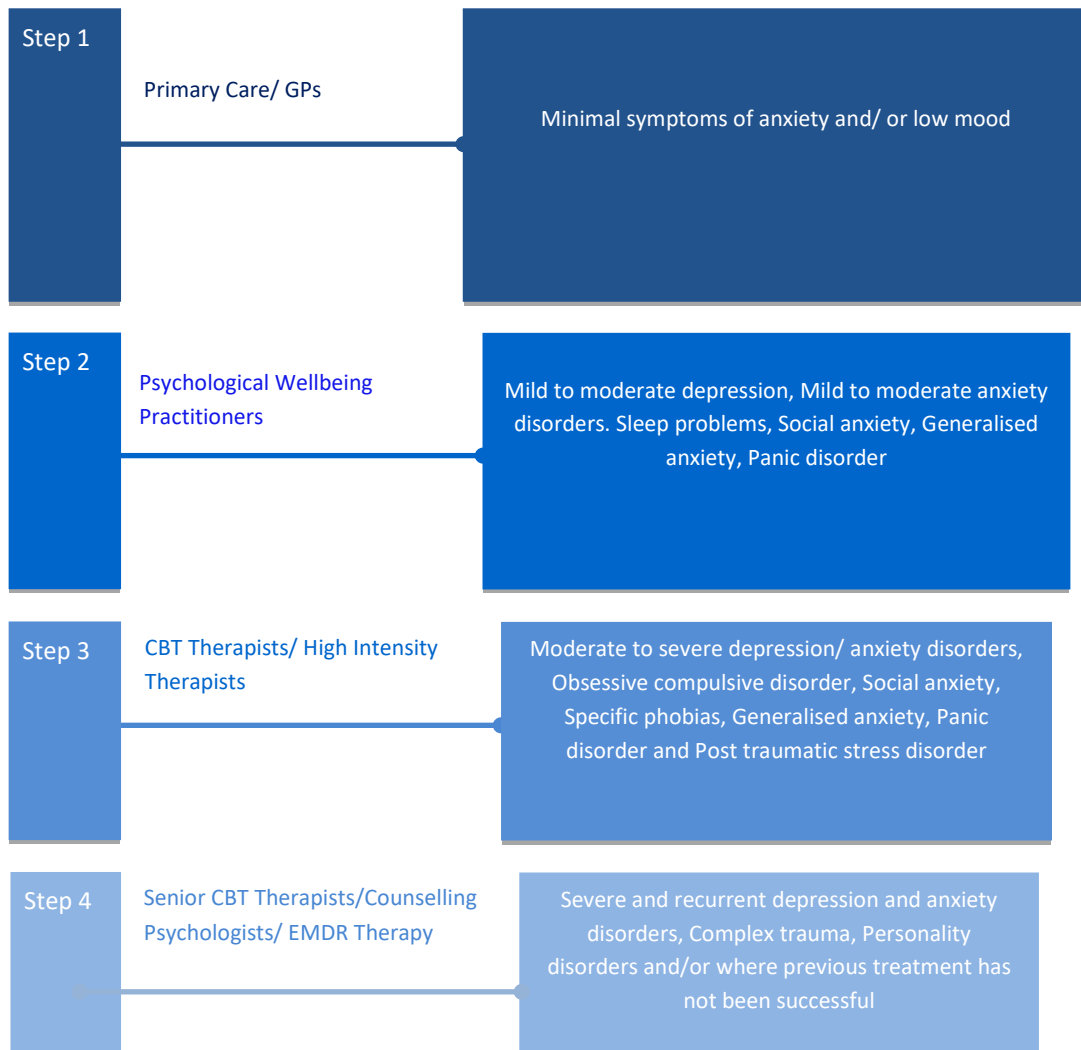 Step 1
Primary Care/ GPs
Minimal symptoms of anxiety and/ or low mood
Step 2
Psychological Wellbeing
Practitioners
Mild to moderate depression, Mild to moderate anxiety
disorders. Sleep problems, Social anxiety, Generalised
anxiety, Panic disorder
Step 3
CBT Therapists/ High Intensity
Therapists
Moderate to severe depression/ anxiety disorders,
Obsessive compulsive disorder, Social anxiety,
Specific phobias, Generalised anxiety, Panic
disorder and Post traumatic stress disorder
Step 4
Senior CBT Therapists/Counselling
Psychologists/ EMDR Therapy
Severe and recurrent depression and anxiety
disorders, Complex trauma, Personality
disorders and/or where previous treatment has
not been successful